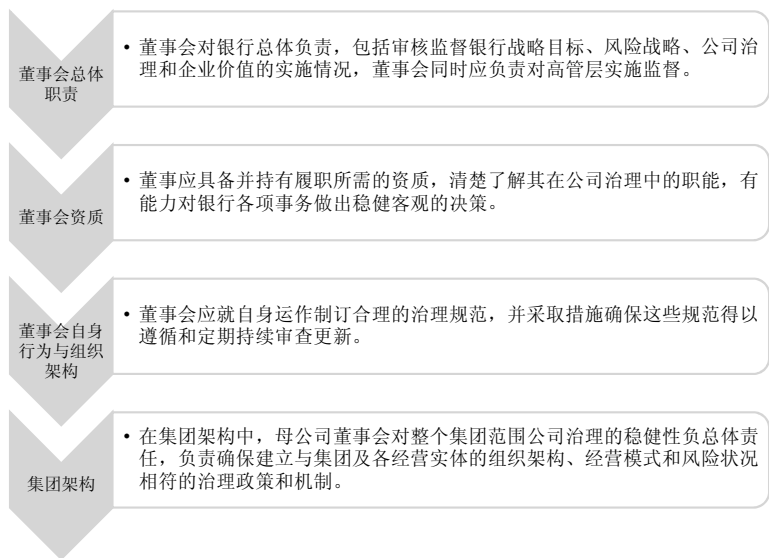 董事会总体
职责
• 董事会对银行总体负责，包括审核监督银行战略目标、风险战略、公司治
理和企业价值的实施情况，董事会同时应负责对高管层实施监督。
董事会资质
• 董事应具备并持有履职所需的资质，清楚了解其在公司治理中的职能，有
能力对银行各项事务做出稳健客观的决策。
董事会自身
行为与组织
架构
• 董事会应就自身运作制订合理的治理规范，并采取措施确保这些规范得以
遵循和定期持续审查更新。
集团架构
• 在集团架构中，母公司董事会对整个集团范围公司治理的稳健性负总体责
任，负责确保建立与集团及各经营实体的组织架构、经营模式和风险状况
相符的治理政策和机制。